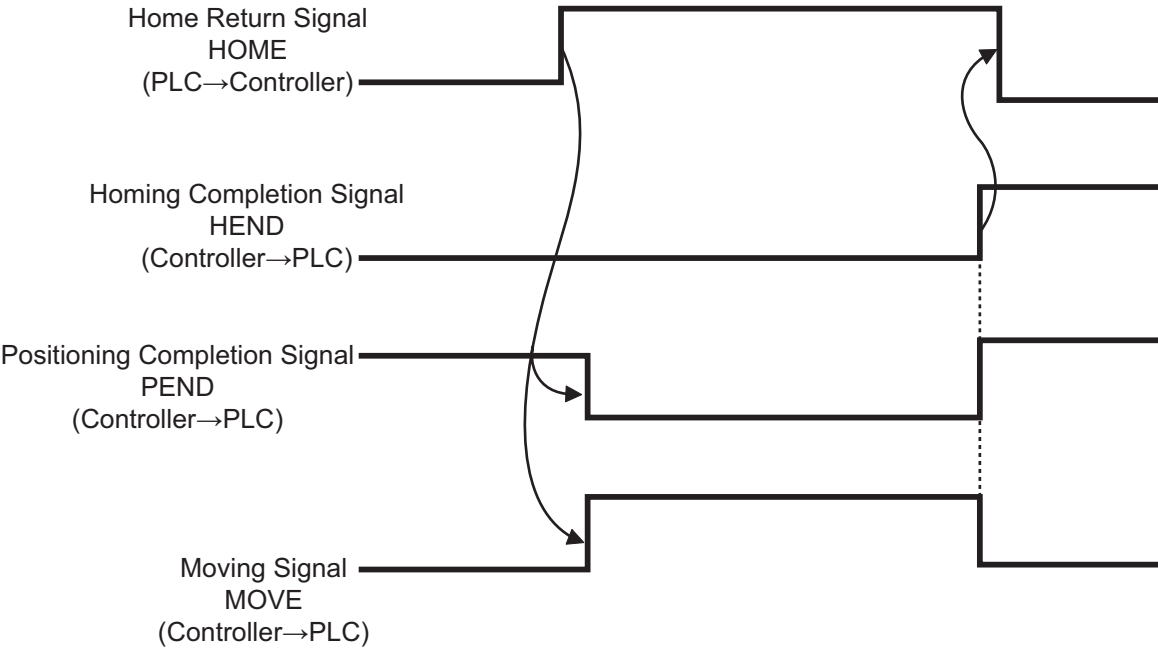 Home Return Signal
HOME
(PLC→Controller)
Homing Completion Signal
HEND
(Controller→PLC)
Positioning Completion Signal
PEND
(Controller→PLC)
Moving Signal
MOVE
(Controller→PLC)